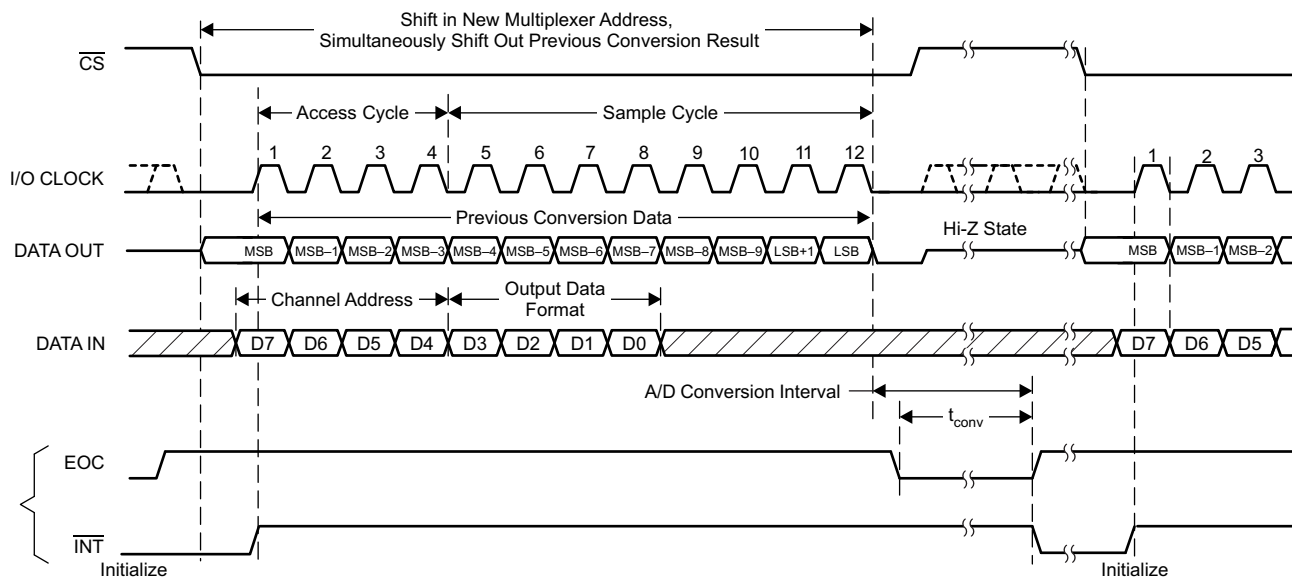 Shift in New Multiplexer Address,
Simultaneously Shift Out Previous Conversion Result
CS
Access Cycle
Sample Cycle
1 2 3 4 5 6 7 8 9 10 11 12 1 2 3
I/O CLOCK
Previous Conversion Data
Hi-Z State
DATA OUT MSB MSB–1 MSB–2 MSB–3 MSB–4 MSB–5 MSB–6 MSB–7 MSB–8 MSB–9 LSB+1 LSB MSB MSB–1 MSB–2
Channel Address
Output Data
Format
DATA IN D7 D6 D5 D4 D3 D2 D1 D0 D7 D6 D5
A/D Conversion Interval
tconv
EOC
INT
Initialize Initialize